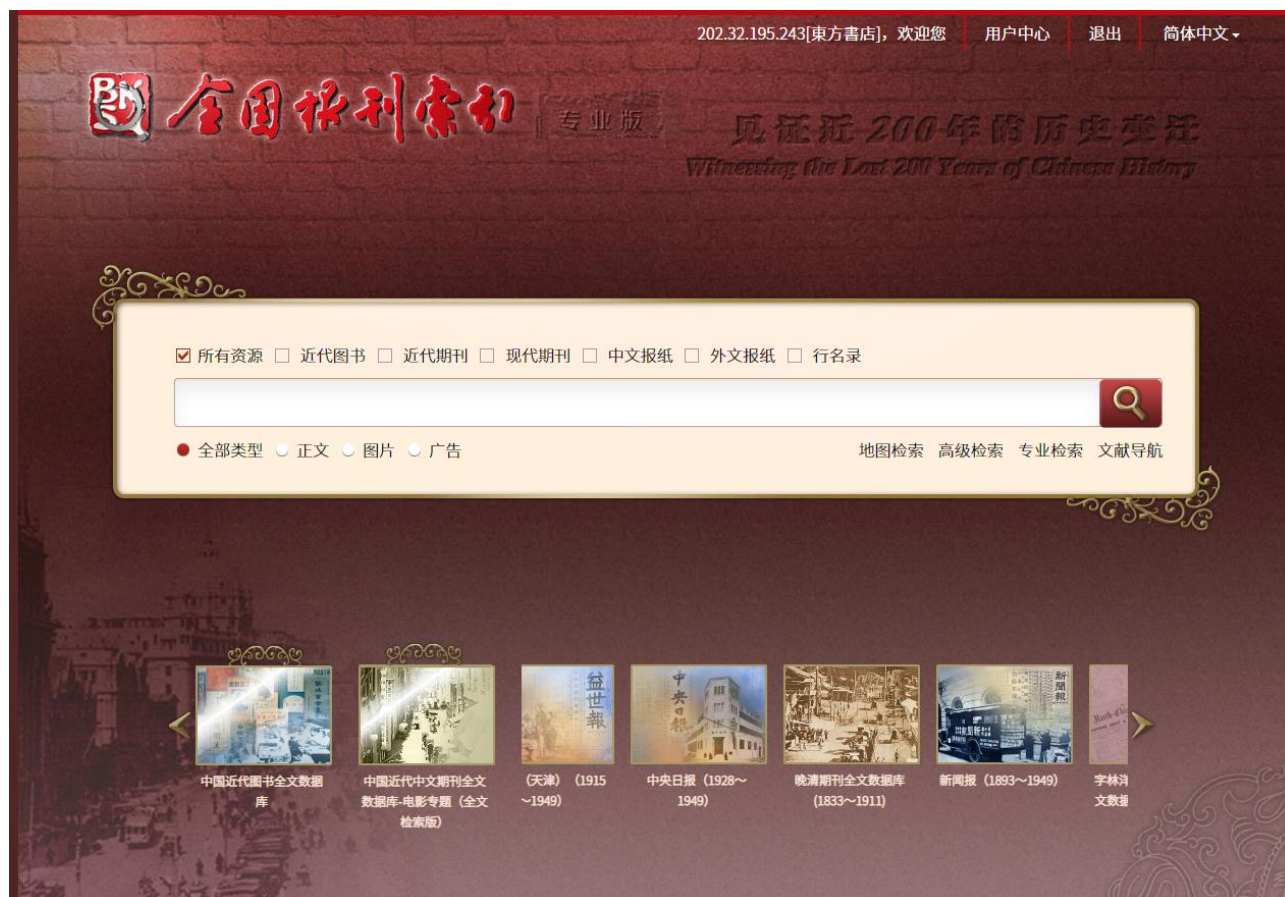 202.32.195.243[東方書店]，欢迎您 用户中心 退出 简体中文
全国报刊索引 专业版
见证近200年的历史变迁
Witnessing the Last 200 Years of Chinese History
所有资源 近代图书 近代期刊 现代期刊 中文报纸 外文报纸 行名录
全部类型 正文 图片 广告 地图检索 高级检索 专业检索 文献导航
益世報
中央日報
新聞報
中国近代图书全文数据库
中国近代中文期刊全文数据库-电影专题（全文检索版）
（天津）（1915～1949）
中央日报（1928～1949）
晚清期刊全文数据库(1833～1911)
新闻报（1893～1949）
字林洋
文数据